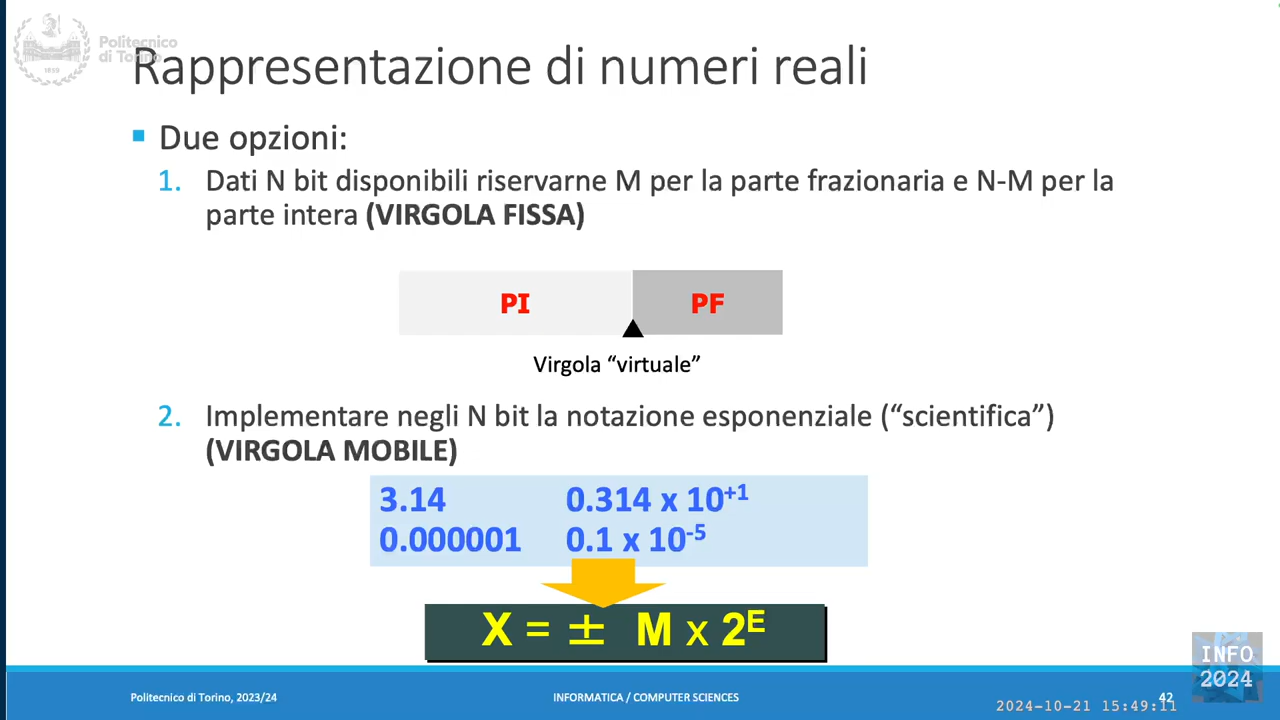 Politecnico
di Torino
1859
Rappresentazione di numeri reali
Due opzioni:
1. Dati N bit disponibili riservarne M per la parte frazionaria e N-M per la
parte intera (VIRGOLA FISSA)
PI PF
Virgola “virtuale”
2. Implementare negli N bit la notazione esponenziale (“scientifica”)
(VIRGOLA MOBILE)
3.14 0.314 x 10+1
0.000001 0.1 x 10-5
X = ± M x 2E
INFO
2024
Politecnico di Torino, 2023/24 INFORMATICA / COMPUTER SCIENCES 42
2024-10-21 15:49:11